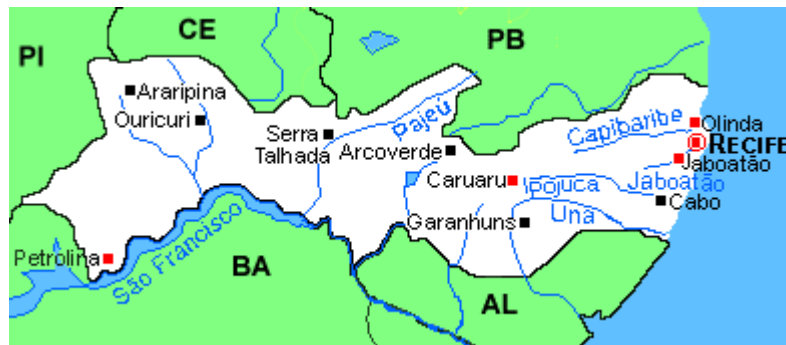 CE
PB
PI
Araripina
Ouricuri
Serra
Talhada
Pajeú
Arcoverde
Capibaribe
Olinda
RECIFE
Jaboatão
Jaboatão
Caruaru
Ipojuca
Cabo
Una
Garanhuns
Petrolina
São Francisco
BA
AL